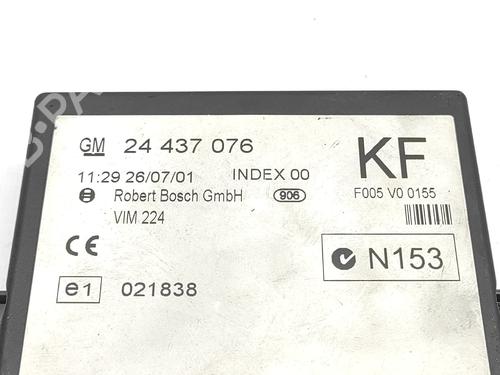 GM 24 437 076 KF
11:29 26/07/01 INDEX 00 F005 V0 0155
Robert Bosch GmbH 906
VIM 224
CE N153
e1 021838